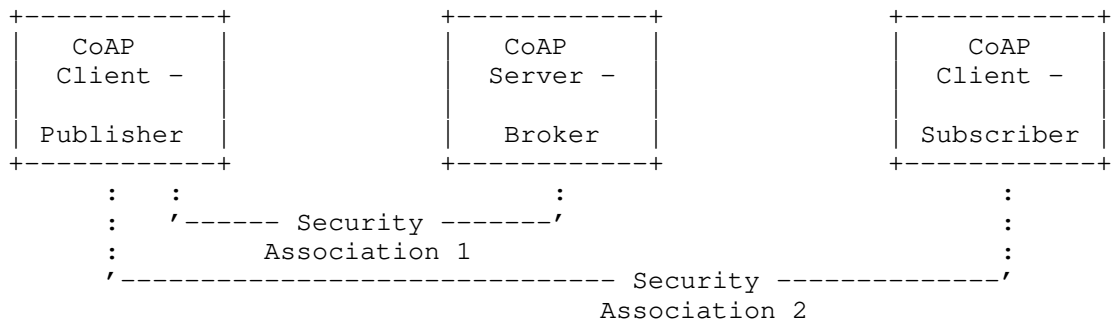 CoAP CoAP CoAP
Client - Server - Client -
Publisher Broker Subscriber
Security
Association 1
Security
Association 2